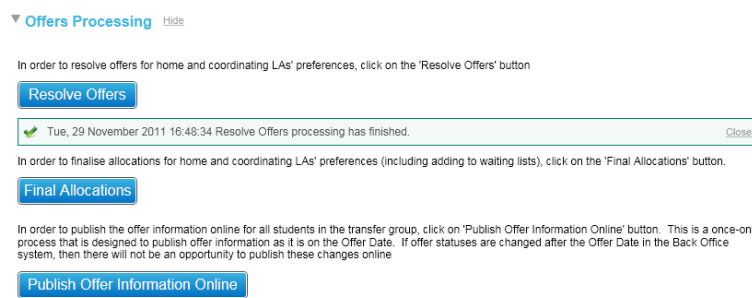 Offers Processing Hide
In order to resolve offers for home and coordinating LAs' preferences, click on the 'Resolve Offers' button
Resolve Offers
Tue, 29 November 2011 16:48:34 Resolve Offers processing has finished. Close
In order to finalise allocations for home and coordinating LAs' preferences (including adding to waiting lists), click on the 'Final Allocations' button.
Final Allocations
In order to publish the offer information online for all students in the transfer group, click on 'Publish Offer Information Online' button. This is a once-on
process that is designed to publish offer information as it is on the Offer Date. If offer statuses are changed after the Offer Date in the Back Office
system, then there will not be an opportunity to publish these changes online
Publish Offer Information Online